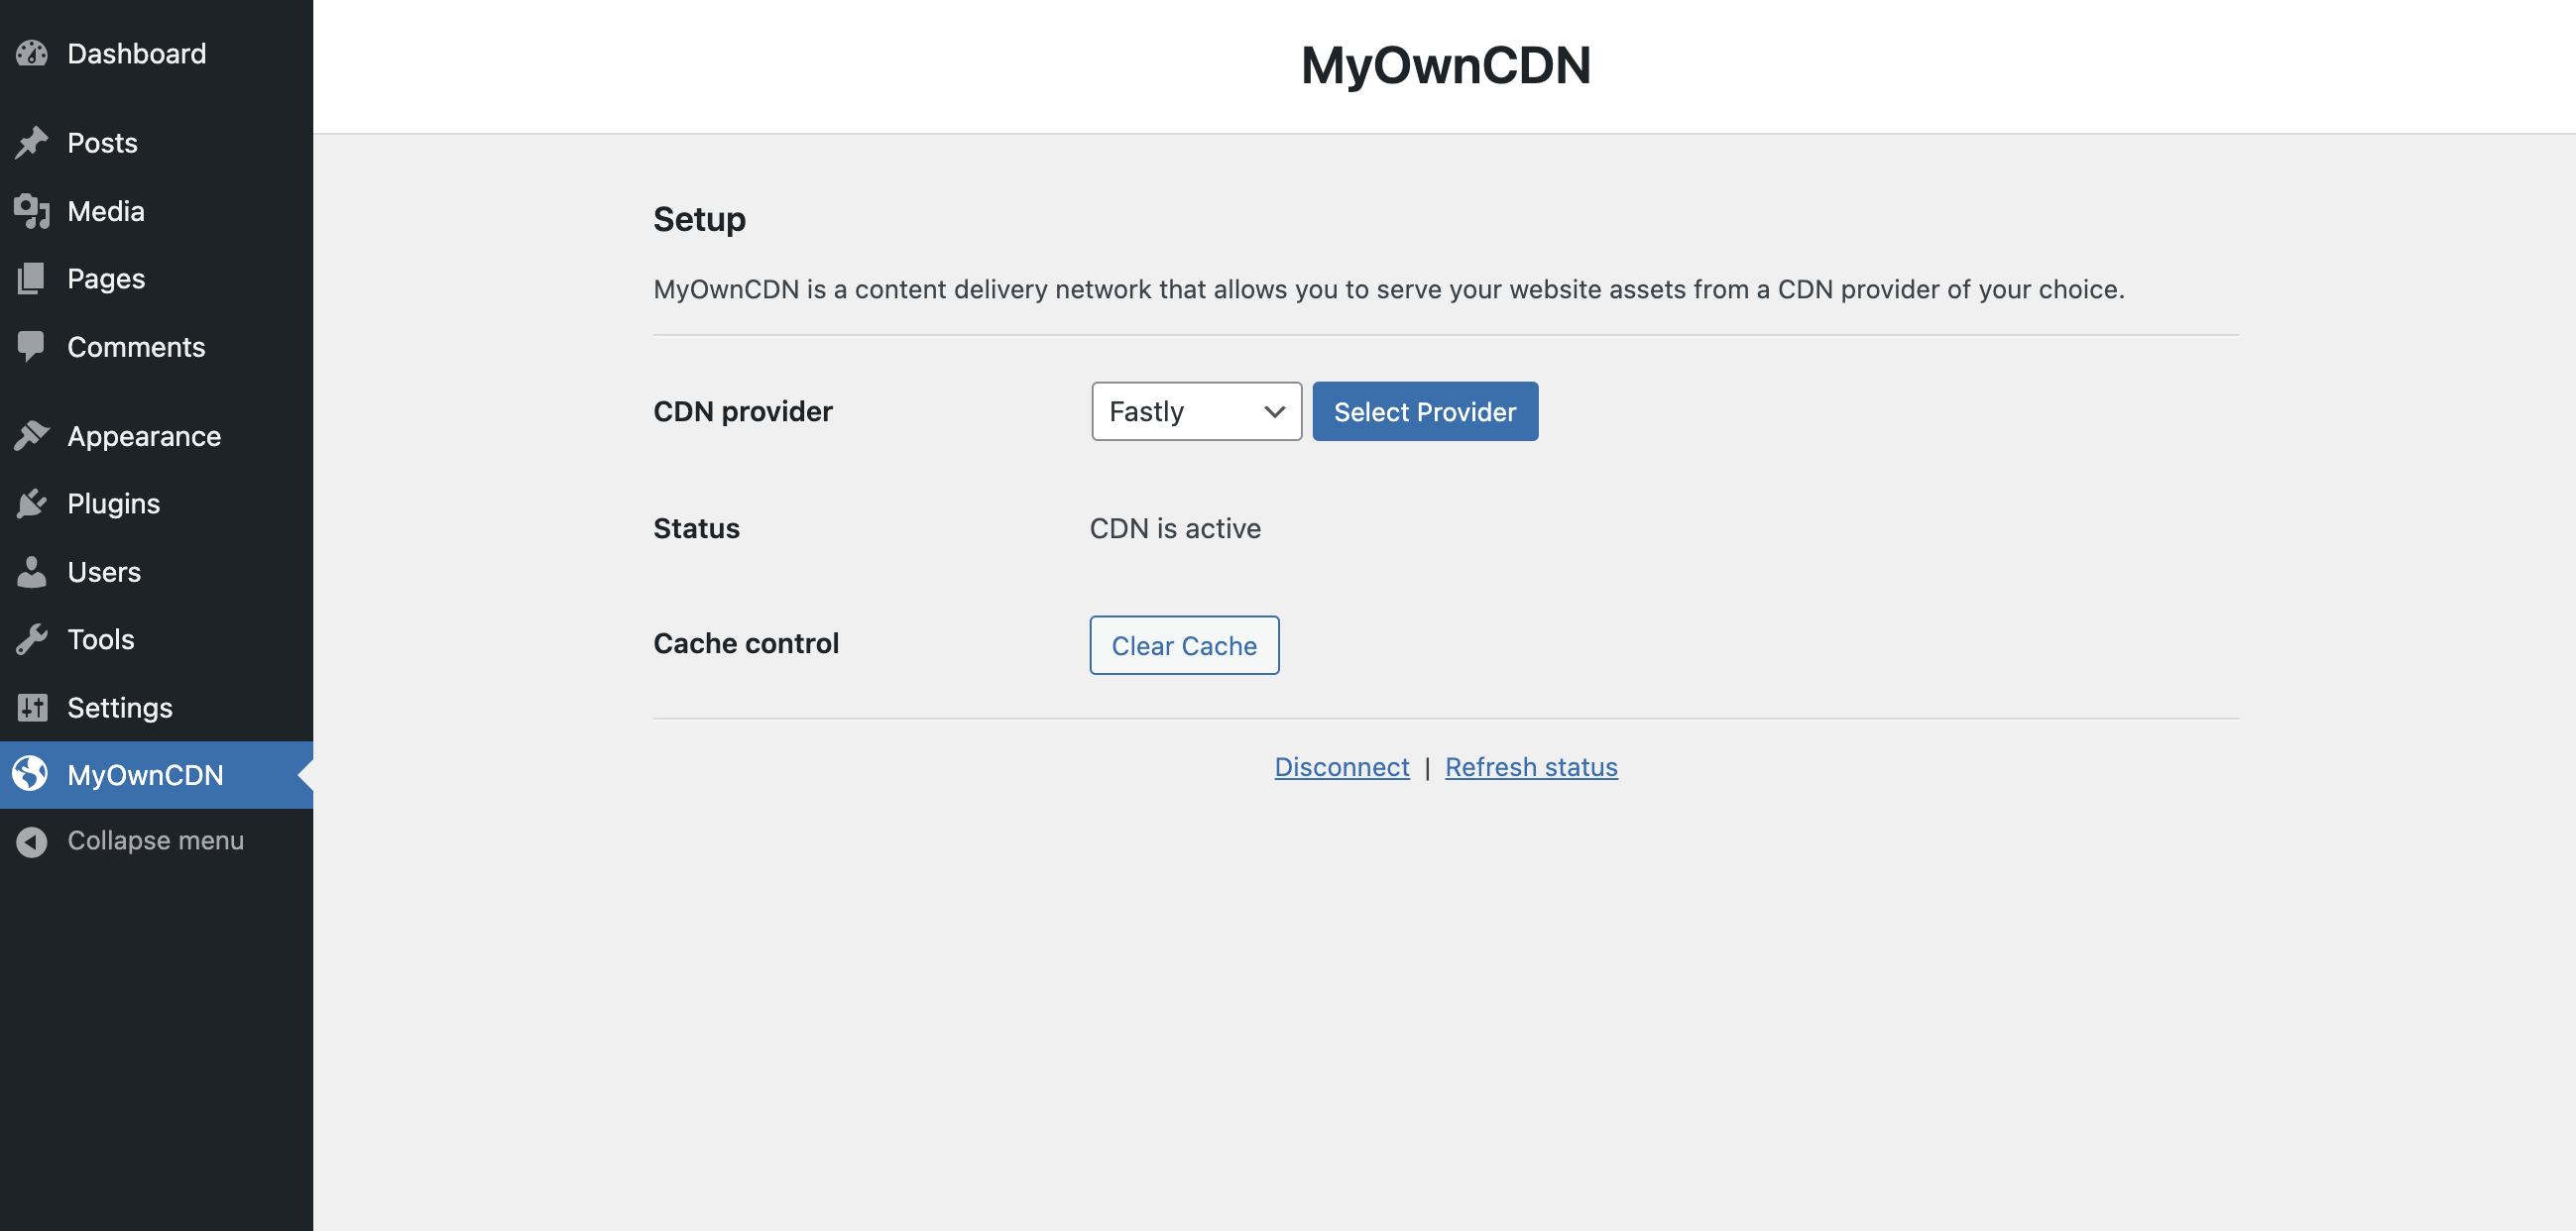 Dashboard
Posts
Media
Pages
Comments
Appearance
Plugins
Users
Tools
Settings
MyOwnCDN
Collapse menu
MyOwnCDN
Setup
MyOwnCDN is a content delivery network that allows you to serve your website assets from a CDN provider of your choice.
CDN provider Fastly Select Provider
Status CDN is active
Cache control Clear Cache
Disconnect | Refresh status